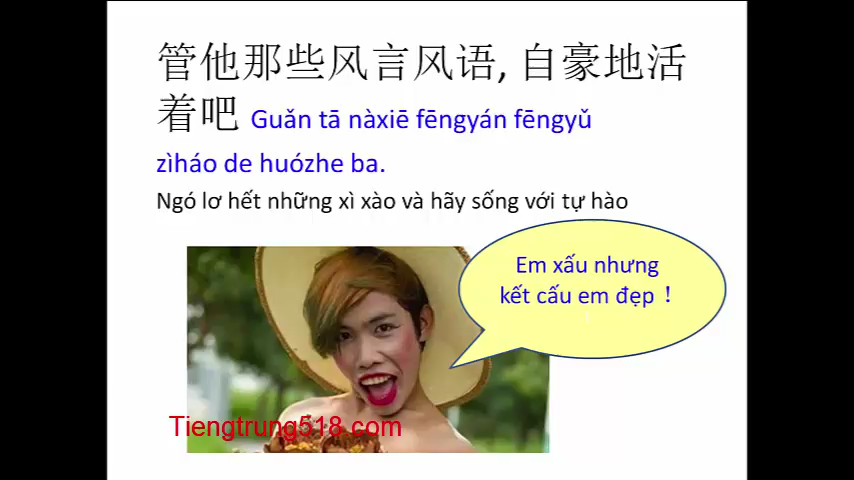 管他那些风言风语, 自豪地活
着吧 Guǎn tā nàxiē fēngyán fēngyǔ
zìháo de huózhe ba.
Ngó lơ hết những xì xào và hãy sống với tự hào
Em xấu nhưng
kết cấu em đẹp！
Tiengtrung518.com